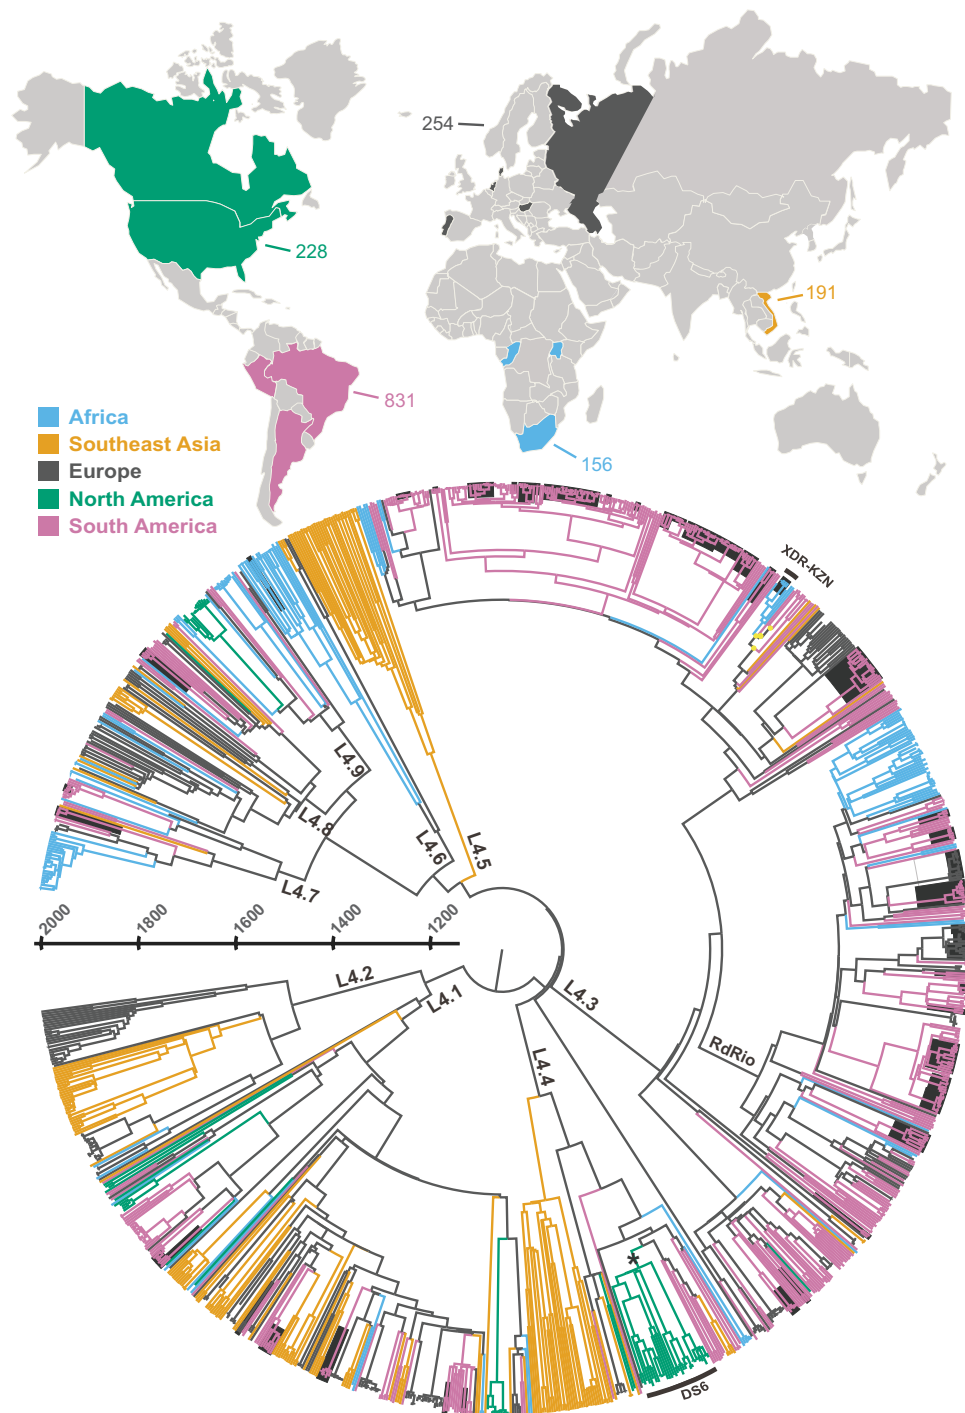 254
228
191
831
156
Africa
Southeast Asia
Europe
North America
South America
XDR-KZN
L4.9
L4.8
L4.6
L4.5
L4.7
2000
1800
1600
1400
1200
L4.2
L4.1
L4.3
RdRio
L4.4
*
DS6